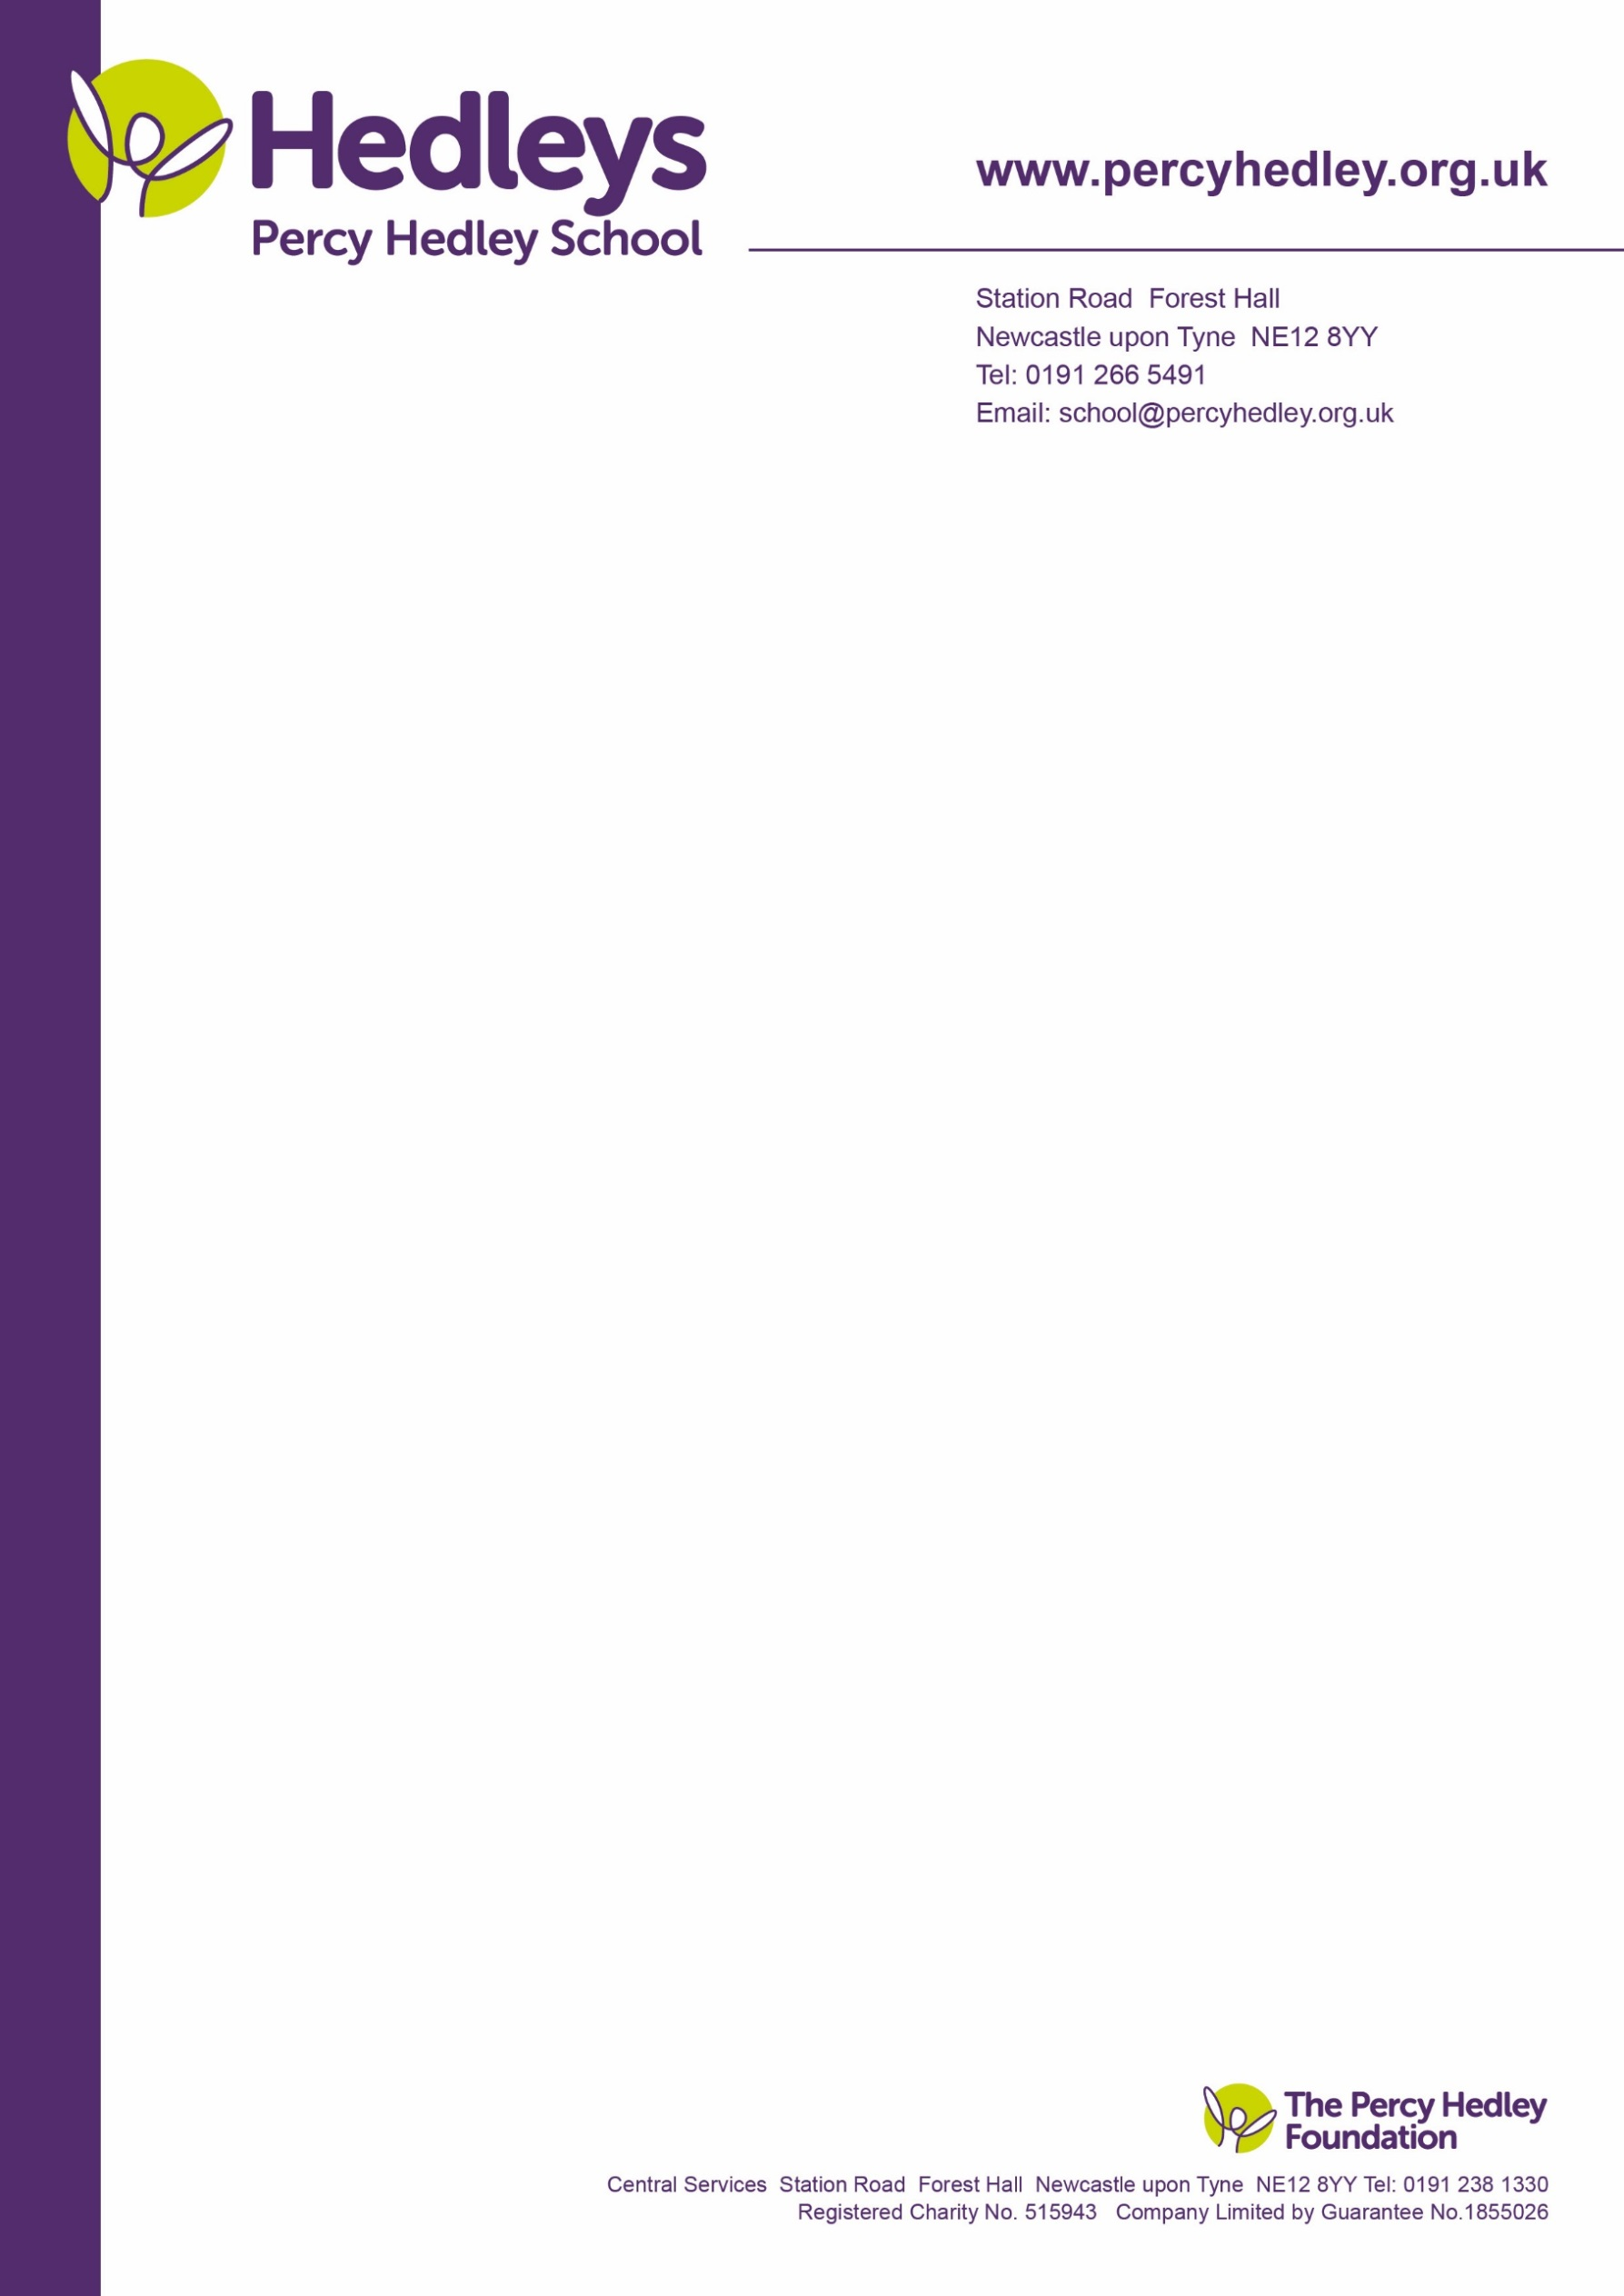 Hedleys
Percy Hedley School
www.percyhedley.org.uk
Station Road  Forest Hall
Newcastle upon Tyne  NE12 8YY
Tel: 0191 266 5491
Email: school@percyhedley.org.uk
The Percy Hedley
Foundation
Central Services  Station Road  Forest Hall  Newcastle upon Tyne  NE12 8YY Tel: 0191 238 1330
Registered Charity No. 515943   Company Limited by Guarantee No.1855026